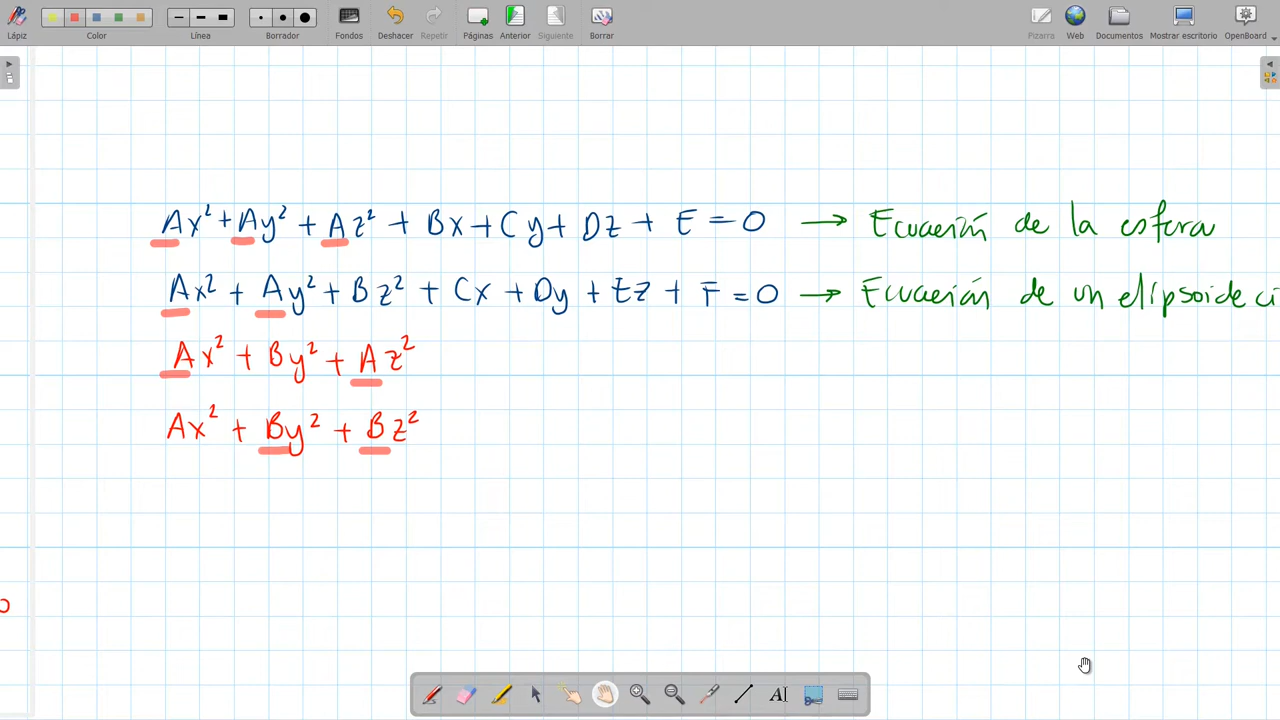 Lápiz Color Línea Borrador Fondos Deshacer Repetir Páginas Anterior Siguiente Borrar Pizarra Web Documentos Mostrar escritorio OpenBoard
Ax² + Ay² + Az² + Bx + Cy + Dz + E = 0 → Ecuación de la esfera
Ax² + Ay² + Bz² + Cx + Dy + Ez + F = 0 → Ecuación de un elipsoide ci
Ax² + By² + Az²
Ax² + By² + Bz²